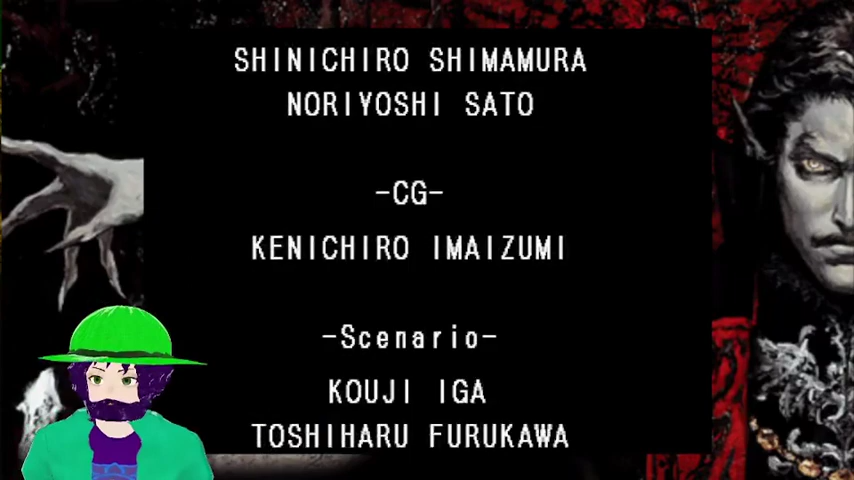 SHINICHIRO SHIMAMURA
NORIYOSHI SATO
-CG-
KENICHIRO IMAIZUMI
-Scenario-
KOUJI IGA
TOSHIHARU FURUKAWA